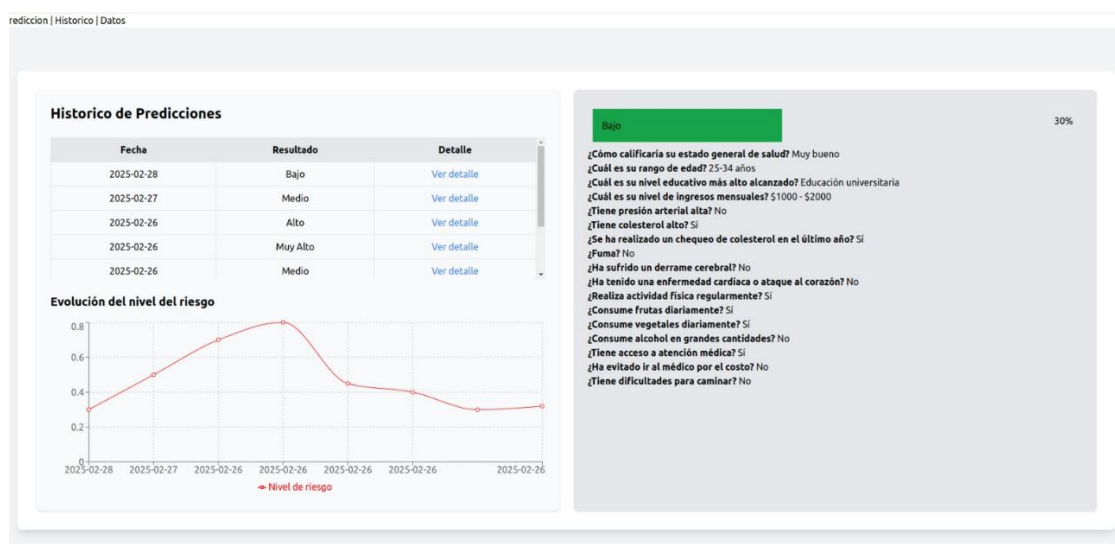 rediccion | Historico | Datos
Historico de Predicciones
Fecha Resultado Detalle
2025-02-28 Bajo Ver detalle
2025-02-27 Medio Ver detalle
2025-02-26 Alto Ver detalle
2025-02-26 Muy Alto Ver detalle
2025-02-26 Medio Ver detalle
Evolución del nivel del riesgo
0.8
0.6
0.4
0.2
0
2025-02-28 2025-02-27 2025-02-26 2025-02-26 2025-02-26 2025-02-26 2025-02-26
Nivel de riesgo
Bajo 30%
¿Cómo calificaría su estado general de salud? Muy bueno
¿Cuál es su rango de edad? 25-34 años
¿Cuál es su nivel educativo más alto alcanzado? Educación universitaria
¿Cuál es su nivel de ingresos mensuales? $1000 - $2000
¿Tiene presión arterial alta? No
¿Tiene colesterol alto? Sí
¿Se ha realizado un chequeo de colesterol en el último año? Sí
¿Fuma? No
¿Ha sufrido un derrame cerebral? No
¿Ha tenido una enfermedad cardíaca o ataque al corazón? No
¿Realiza actividad física regularmente? Sí
¿Consume frutas diariamente? Sí
¿Consume vegetales diariamente? Sí
¿Consume alcohol en grandes cantidades? No
¿Tiene acceso a atención médica? Sí
¿Ha evitado ir al médico por el costo? No
¿Tiene dificultades para caminar? No